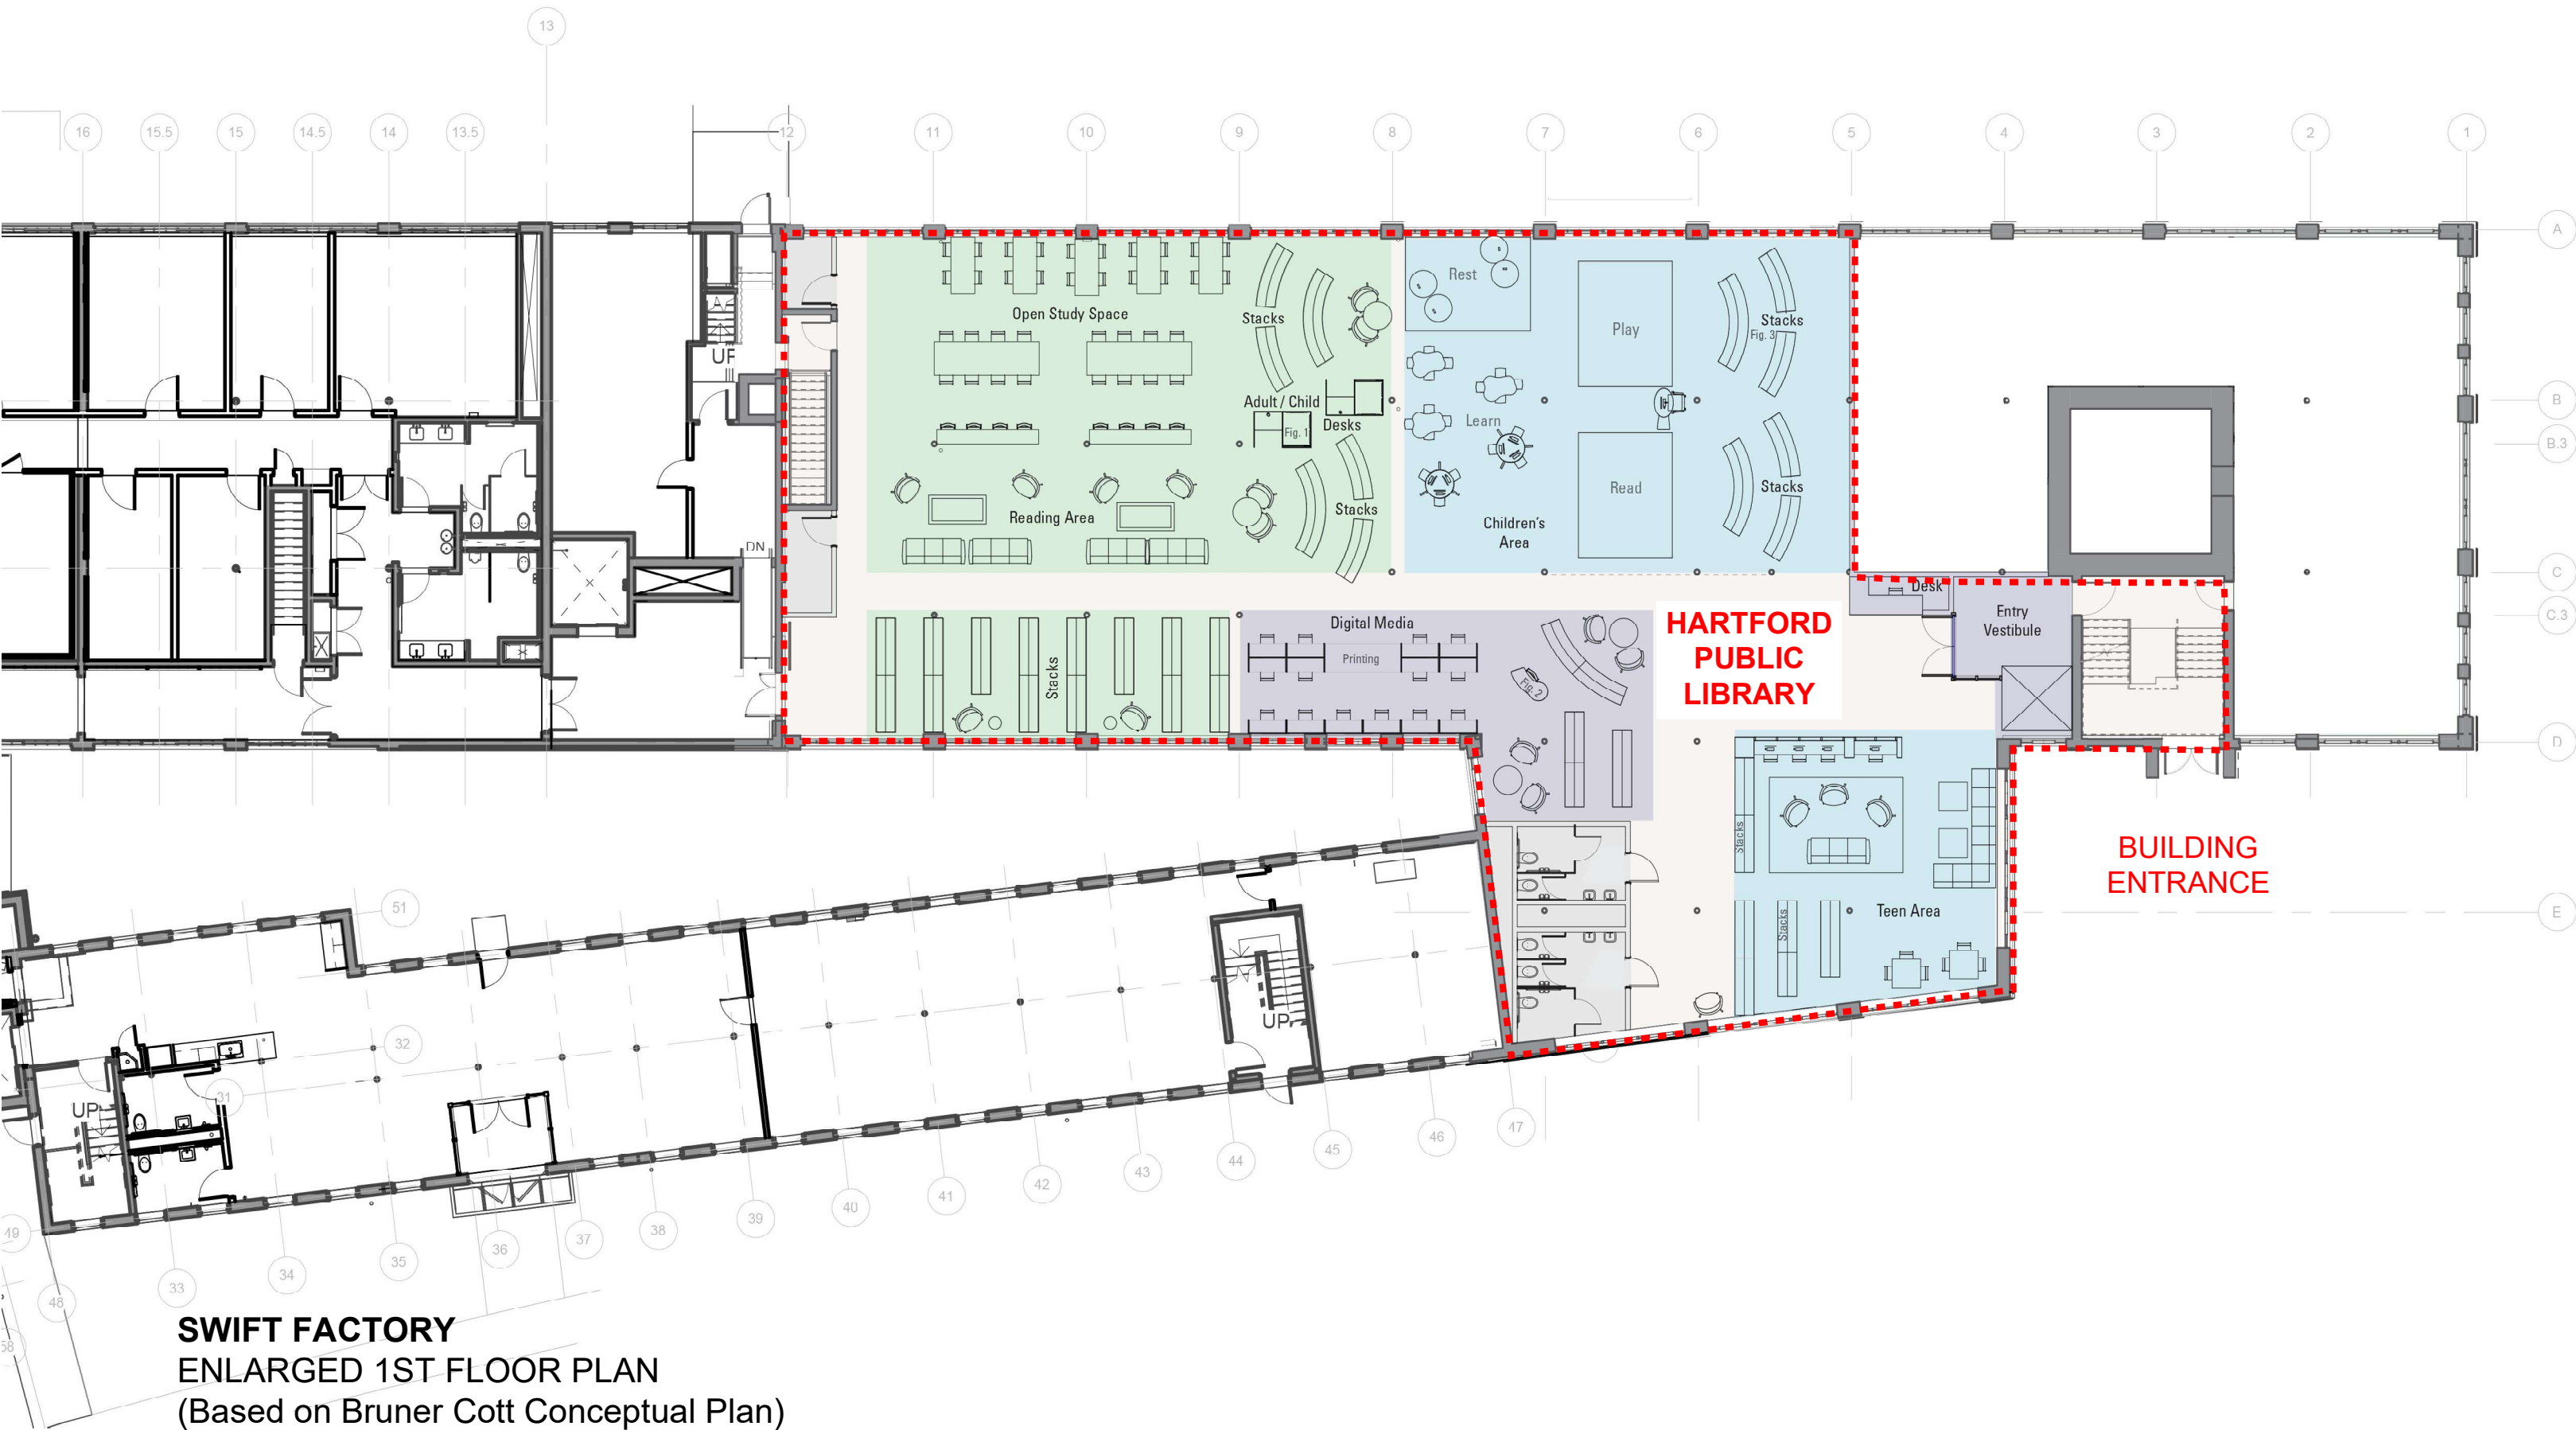 13
16
15.5
15
14.5
14
13.5
12
11
10
9
8
7
6
5
4
3
2
1
A
B
B.3
C
C.3
D
E
UP
DN
Open Study Space
Stacks
Adult / Child
Desks
Fig. 1
Reading Area
Stacks
Rest
Play
Stacks
Fig. 3
Learn
Read
Stacks
Children's
Area
Stacks
Digital Media
Printing
Fig. 2
HARTFORD
PUBLIC
LIBRARY
Desk
Entry
Vestibule
Stacks
Stacks
Teen Area
BUILDING
ENTRANCE
51
32
31
UP
UP
49
48
58
33
34
35
36
37
38
39
40
41
42
43
44
45
46
47
SWIFT FACTORY
ENLARGED 1ST FLOOR PLAN
(Based on Bruner Cott Conceptual Plan)